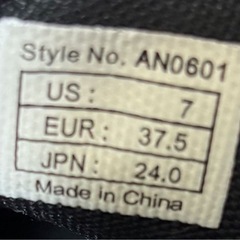 Style No. AN0601
US: 7
EUR: 37.5
JPN: 24.0
Made in China